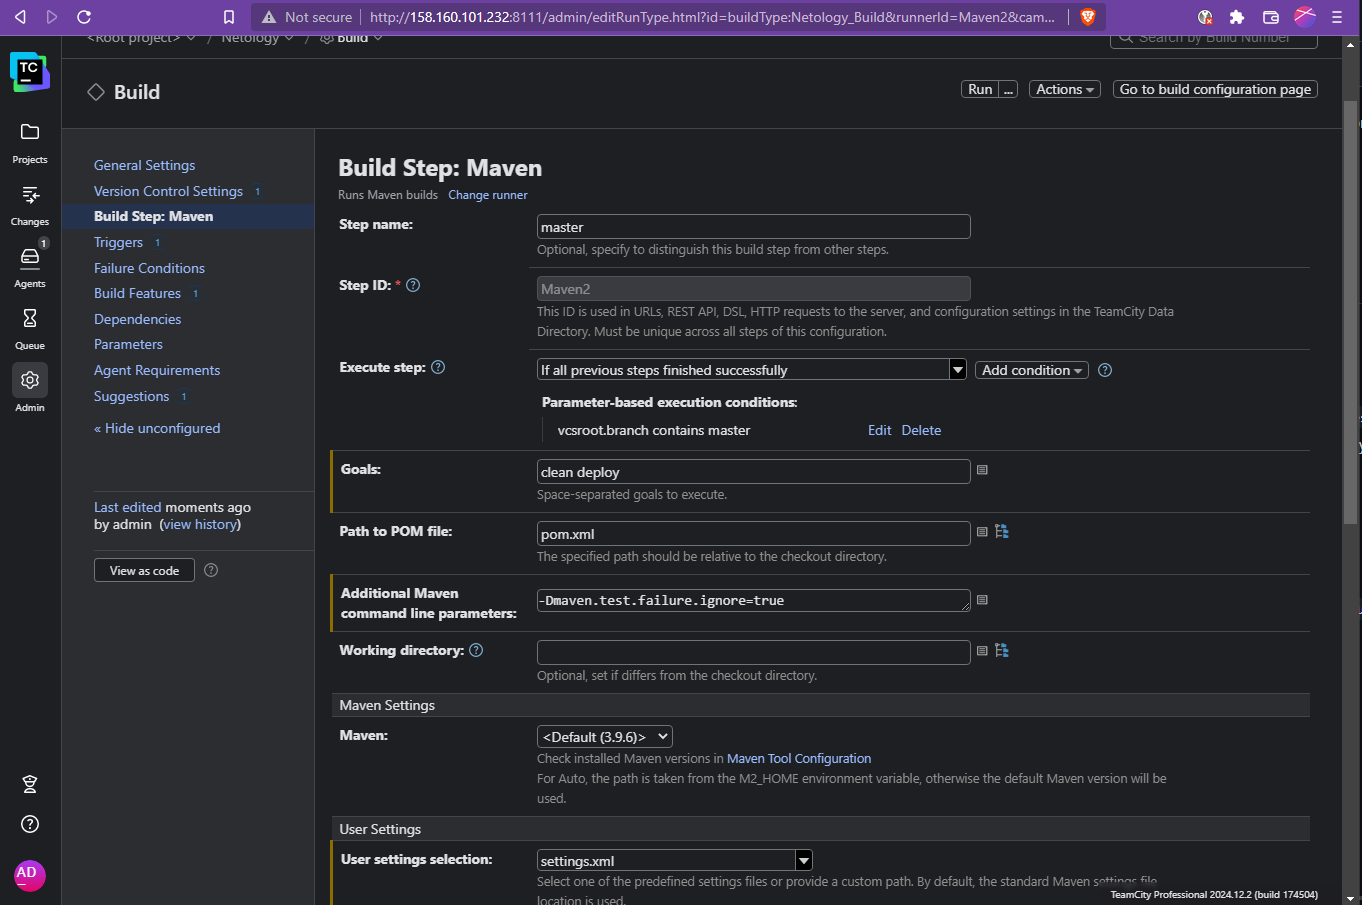 Not secure
http://158.160.101.232:8111/admin/editRunType.html?id=buildType:Netology_Build&runnerId=Maven2&cam...
<Root project> / Netology / Build
Search by Build Number
TC
Build
Run ...
Actions
Go to build configuration page
Projects
Changes
1
Agents
Queue
Admin
General Settings
Version Control Settings 1
Build Step: Maven
Triggers 1
Failure Conditions
Build Features 1
Dependencies
Parameters
Agent Requirements
Suggestions 1
« Hide unconfigured
Last edited moments ago
by admin (view history)
View as code
Build Step: Maven
Runs Maven builds Change runner
Step name:
master
Optional, specify to distinguish this build step from other steps.
Step ID: *
Maven2
This ID is used in URLs, REST API, DSL, HTTP requests to the server, and configuration settings in the TeamCity Data
Directory. Must be unique across all steps of this configuration.
Execute step:
If all previous steps finished successfully
Add condition
Parameter-based execution conditions:
vcsroot.branch contains master Edit Delete
Goals:
clean deploy
Space-separated goals to execute.
Path to POM file:
pom.xml
The specified path should be relative to the checkout directory.
Additional Maven
command line parameters:
-Dmaven.test.failure.ignore=true
Working directory:
Optional, set if differs from the checkout directory.
Maven Settings
Maven:
<Default (3.9.6)>
Check installed Maven versions in Maven Tool Configuration
For Auto, the path is taken from the M2_HOME environment variable, otherwise the default Maven version will be
used.
User Settings
User settings selection:
settings.xml
Select one of the predefined settings files or provide a custom path. By default, the standard Maven settings file
location is used.
AD
TeamCity Professional 2024.12.2 (build 174504)